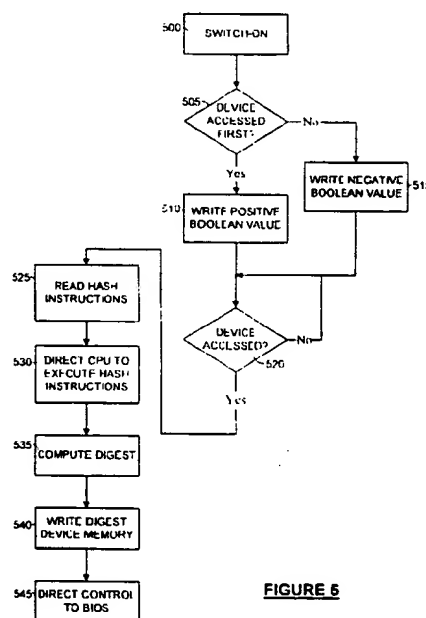 500
SWITCH-ON
505
DEVICE
ACCESSED
FIRST?
No
Yes
510
WRITE POSITIVE
BOOLEAN VALUE
WRITE NEGATIVE
BOOLEAN VALUE
51
525
READ HASH
INSTRUCTIONS
DEVICE
ACCESSED?
No
520
Yes
530
DIRECT CPU TO
EXECUTE HASH
INSTRUCTIONS
535
COMPUTE DIGEST
540
WRITE DIGEST
DEVICE MEMORY
545
DIRECT CONTROL
TO BIOS
FIGURE 5